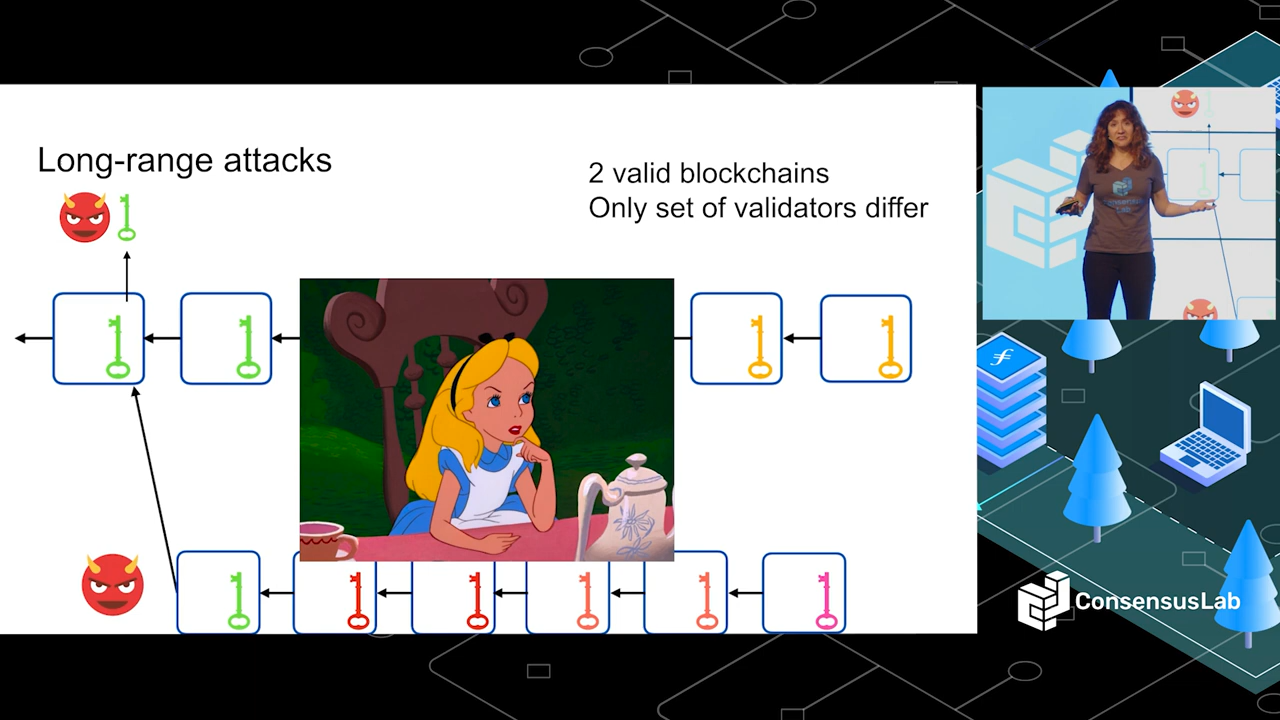 Long-range attacks
2 valid blockchains
Only set of validators differ
ConsensusLab